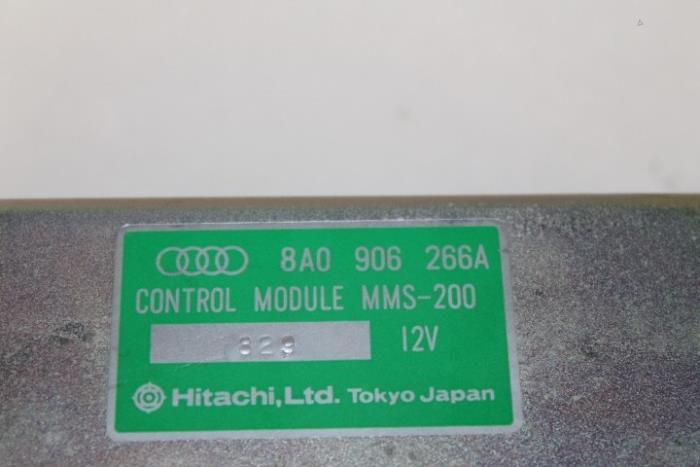 8A0 906 266A
CONTROL MODULE MMS-200
829 12V
Hitachi, Ltd. Tokyo Japan